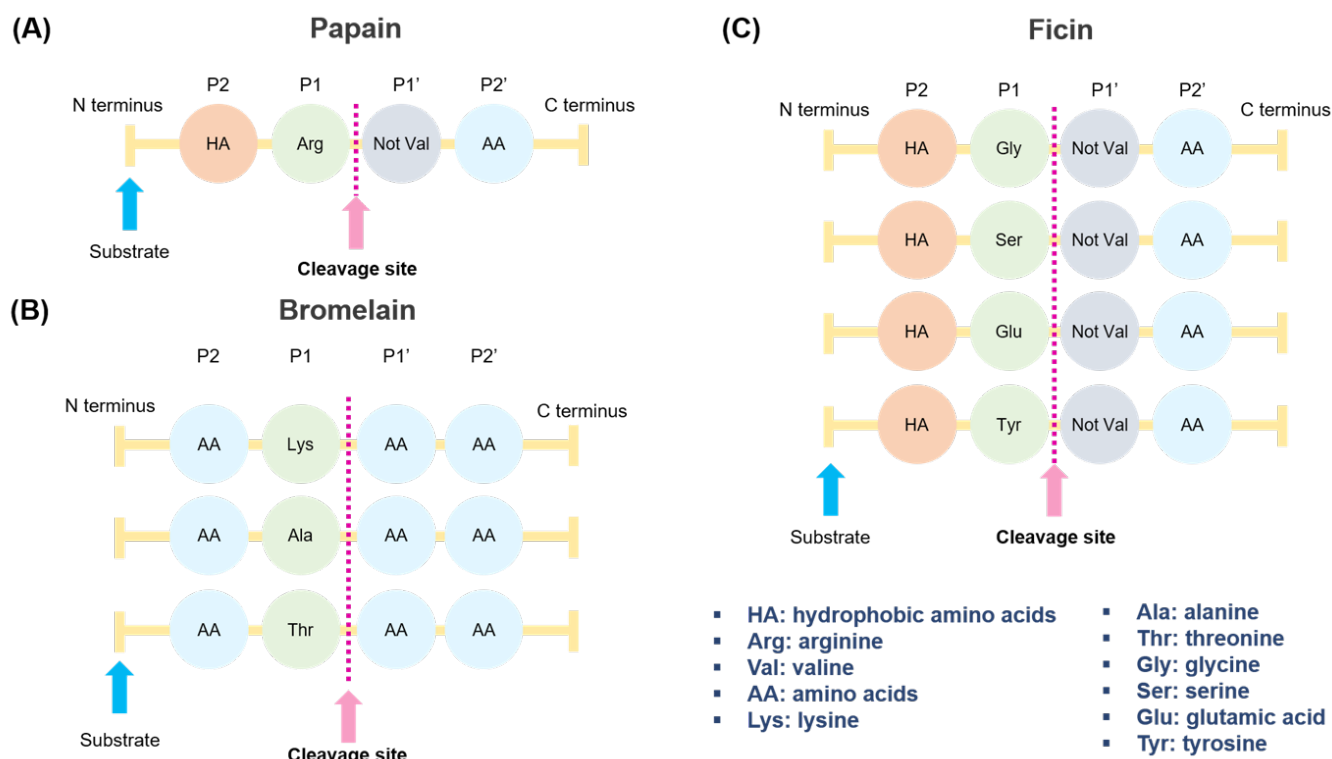 (A)
Papain
P2 P1 P1' P2'
N terminus C terminus
HA Arg Not Val AA
Substrate
Cleavage site
(B)
Bromelain
P2 P1 P1' P2'
N terminus C terminus
AA Lys AA AA
AA Ala AA AA
AA Thr AA AA
Substrate
Cleavage site
(C)
Ficin
P2 P1 P1' P2'
N terminus C terminus
HA Gly Not Val AA
HA Ser Not Val AA
HA Glu Not Val AA
HA Tyr Not Val AA
Substrate
Cleavage site
▪ HA: hydrophobic amino acids
▪ Arg: arginine
▪ Val: valine
▪ AA: amino acids
▪ Lys: lysine
▪ Ala: alanine
▪ Thr: threonine
▪ Gly: glycine
▪ Ser: serine
▪ Glu: glutamic acid
▪ Tyr: tyrosine